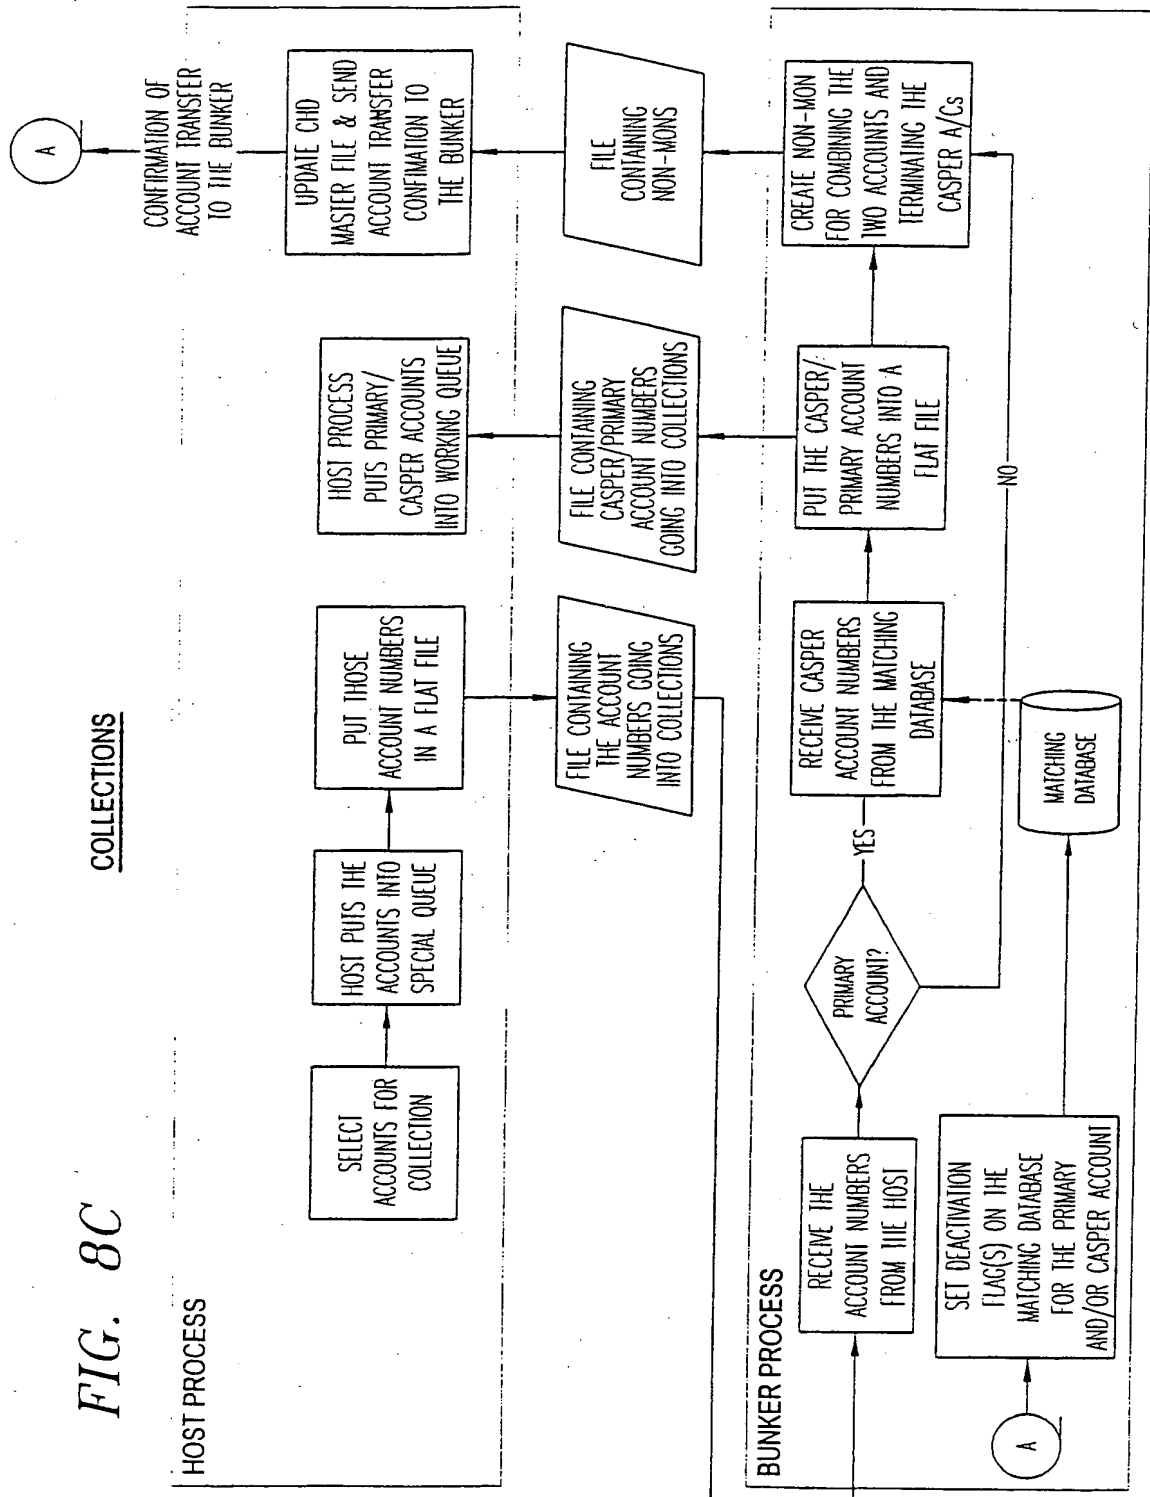 FIG. 8C
COLLECTIONS
HOST PROCESS
SELECT
ACCOUNTS FOR
COLLECTION
HOST PUTS THE
ACCOUNTS INTO
SPECIAL QUEUE
PUT THOSE
ACCOUNT NUMBERS
IN A FLAT FILE
HOST PROCESS
PUTS PRIMARY/
CASPER ACCOUNTS
INTO WORKING QUEUE
UPDATE CHD
MASTER FILE & SEND
ACCOUNT TRANSFER
CONFIMATION TO
THE BUNKER
CONFIRMATION OF
ACCOUNT TRANSFER
TO THE BUNKER
A
FILE CONTAINING
THE ACCOUNT
NUMBERS GOING
INTO COLLECTIONS
FILE CONTAINING
CASPER/PRIMARY
ACCOUNT NUMBERS
GOING INTO COLLECTIONS
FILE
CONTAINING
NON-MONS
BUNKER PROCESS
RECEIVE THE
ACCOUNT NUMBERS
FROM THE HOST
PRIMARY
ACCOUNT?
YES
NO
RECEIVE CASPER
ACCOUNT NUMBERS
FROM THE MATCHING
DATABASE
PUT THE CASPER/
PRIMARY ACCOUNT
NUMBERS INTO A
FLAT FILE
CREATE NON-MON
FOR COMBINING THE
TWO ACCOUNTS AND
TERMINATING THE
CASPER A/Cs
A
SET DEACTIVATION
FLAG(S) ON THE
MATCHING DATABASE
FOR THE PRIMARY
AND/OR CASPER ACCOUNT
MATCHING
DATABASE